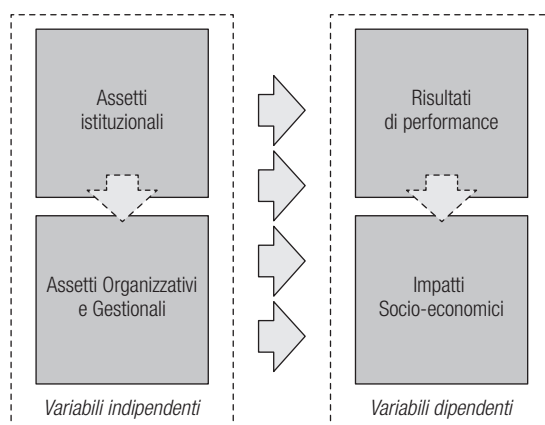 Assetti
istituzionali
Assetti Organizzativi
e Gestionali
Variabili indipendenti
Risultati
di performance
Impatti
Socio-economici
Variabili dipendenti